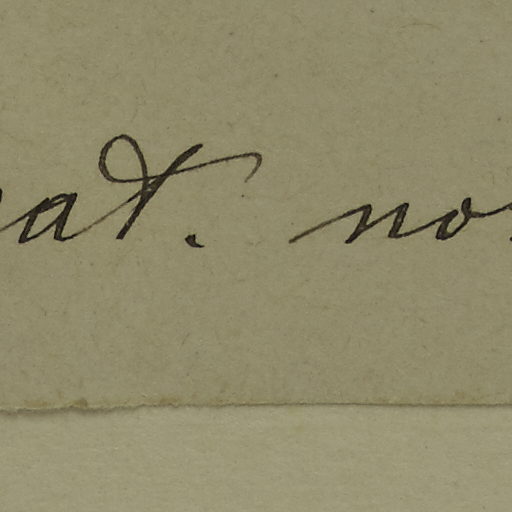 at. no